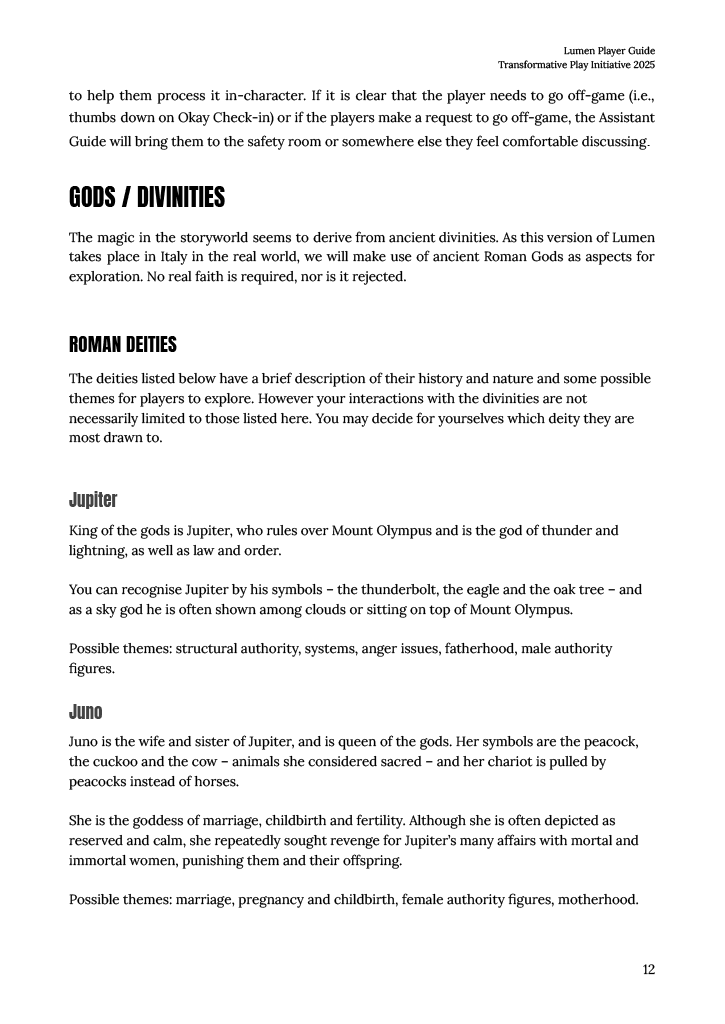 Lumen Player Guide
Transformative Play Initiative 2025
to help them process it in-character. If it is clear that the player needs to go off-game (i.e.,
thumbs down on Okay Check-in) or if the players make a request to go off-game, the Assistant
Guide will bring them to the safety room or somewhere else they feel comfortable discussing.
GODS / DIVINITIES
The magic in the storyworld seems to derive from ancient divinities. As this version of Lumen
takes place in Italy in the real world, we will make use of ancient Roman Gods as aspects for
exploration. No real faith is required, nor is it rejected.
ROMAN DEITIES
The deities listed below have a brief description of their history and nature and some possible
themes for players to explore. However your interactions with the divinities are not
necessarily limited to those listed here. You may decide for yourselves which deity they are
most drawn to.
Jupiter
King of the gods is Jupiter, who rules over Mount Olympus and is the god of thunder and
lightning, as well as law and order.
You can recognise Jupiter by his symbols – the thunderbolt, the eagle and the oak tree – and
as a sky god he is often shown among clouds or sitting on top of Mount Olympus.
Possible themes: structural authority, systems, anger issues, fatherhood, male authority
figures.
Juno
Juno is the wife and sister of Jupiter, and is queen of the gods. Her symbols are the peacock,
the cuckoo and the cow – animals she considered sacred – and her chariot is pulled by
peacocks instead of horses.
She is the goddess of marriage, childbirth and fertility. Although she is often depicted as
reserved and calm, she repeatedly sought revenge for Jupiter's many affairs with mortal and
immortal women, punishing them and their offspring.
Possible themes: marriage, pregnancy and childbirth, female authority figures, motherhood.
12